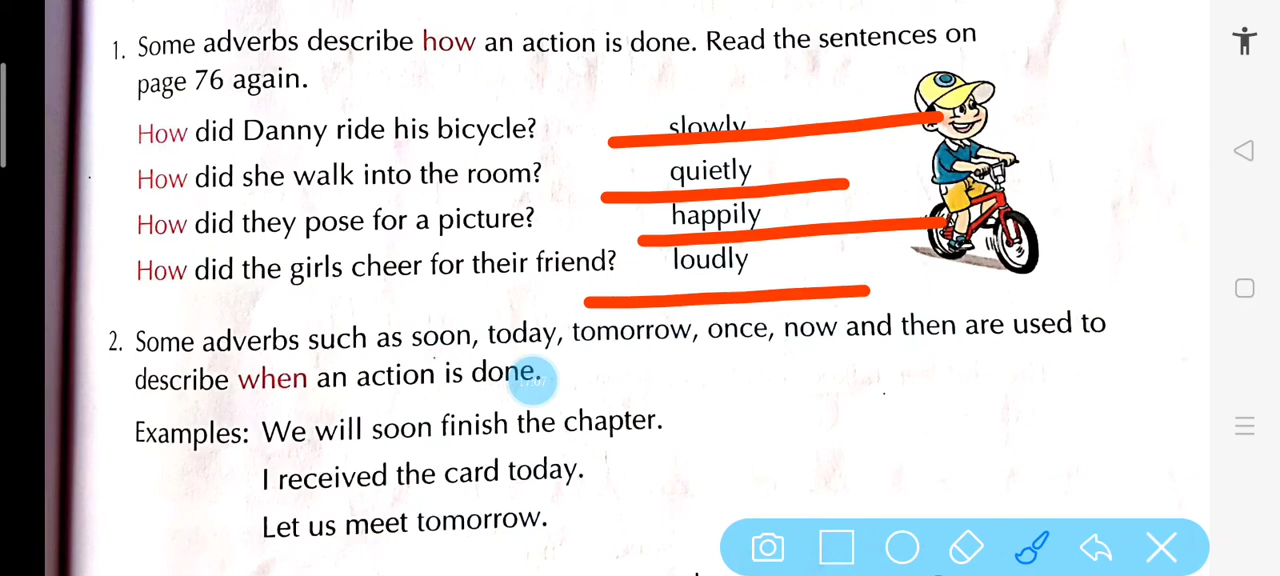 1. Some adverbs describe how an action is done. Read the sentences on
page 76 again.
How did Danny ride his bicycle? slowly
How did she walk into the room? quietly
How did they pose for a picture? happily
How did the girls cheer for their friend? loudly
2. Some adverbs such as soon, today, tomorrow, once, now and then are used to
describe when an action is done.
Examples: We will soon finish the chapter.
I received the card today.
Let us meet tomorrow.